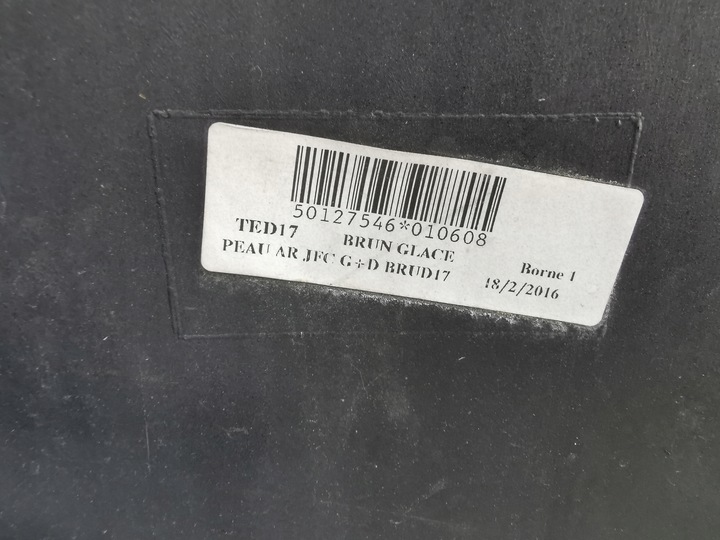 50127546*010608
TED17 BRUN GLACE Borne 1
PEAU AR JFC G+D BRUD17 18/2/2016